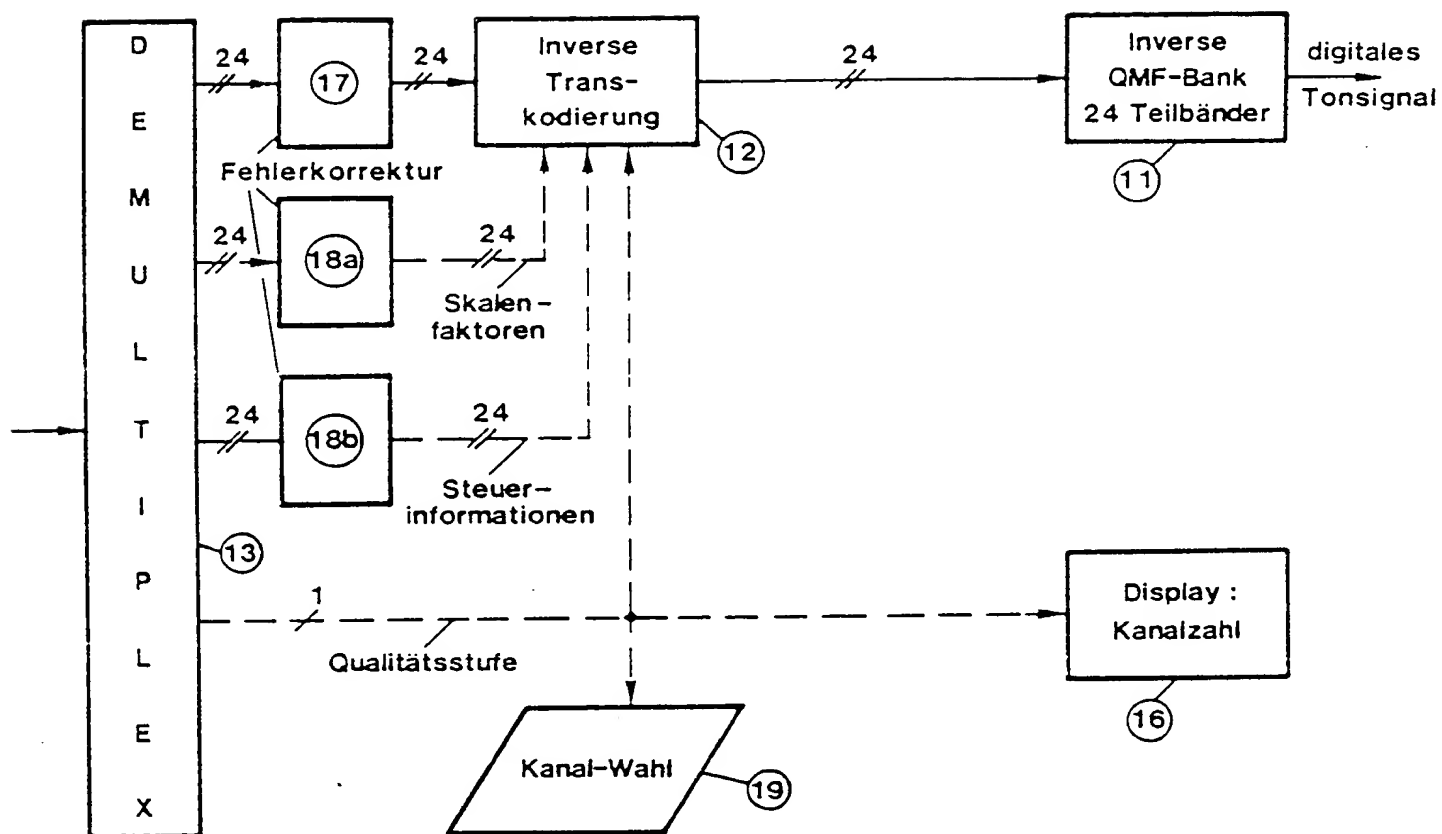 DEMULTIPLEX
24
17
24
Inverse
Trans-
kodierung
12
24
Inverse
QMF-Bank
24 Teilbänder
11
digitales
Tonsignal
Fehlerkorrektur
24
18a
24
Skalen-
faktoren
24
18b
24
Steuer-
informationen
13
1
Qualitätsstufe
Display :
Kanalzahl
16
Kanal-Wahl
19